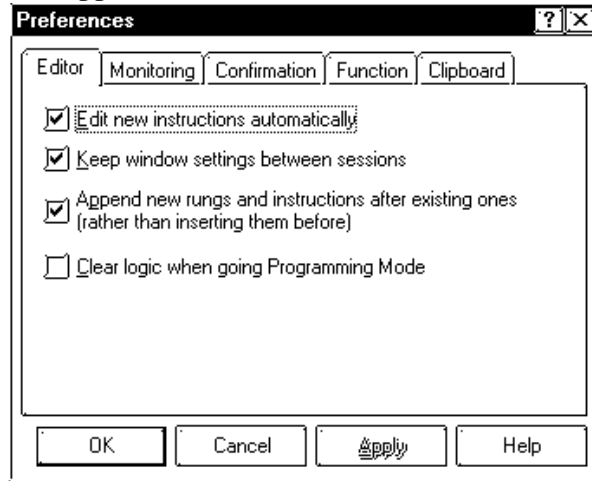 Preferences
?
Editor Monitoring Confirmation Function Clipboard
Edit new instructions automatically
Keep window settings between sessions
Append new rungs and instructions after existing ones
(rather than inserting them before)
Clear logic when going Programming Mode
OK Cancel Apply Help